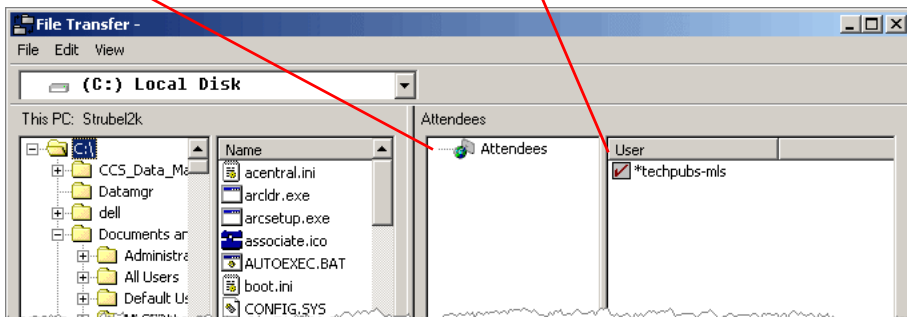 File Transfer -
File Edit View
(C:) Local Disk
This PC: Strubel2k
C:\
CCS_Data_Ma
Datamgr
dell
Documents ar
Administra
All Users
Default Us
Name
acentral.ini
arcldr.exe
arcsetup.exe
associate.ico
AUTOEXEC.BAT
boot.ini
CONFIG.SYS
Attendees
Attendees
User
*techpubs-mls